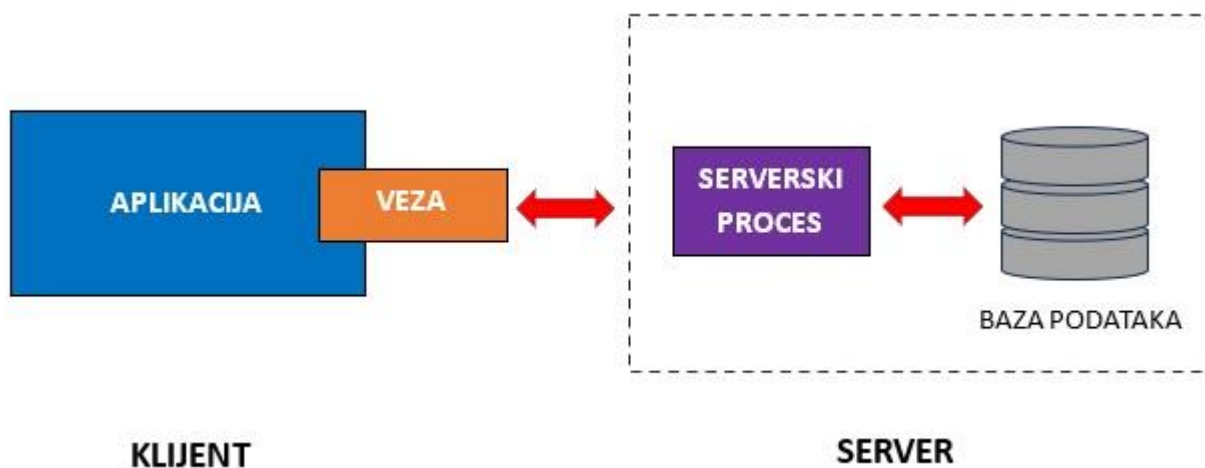 APLIKACIJA
VEZA
SERVERSKI
PROCES
BAZA PODATAKA
KLIJENT
SERVER